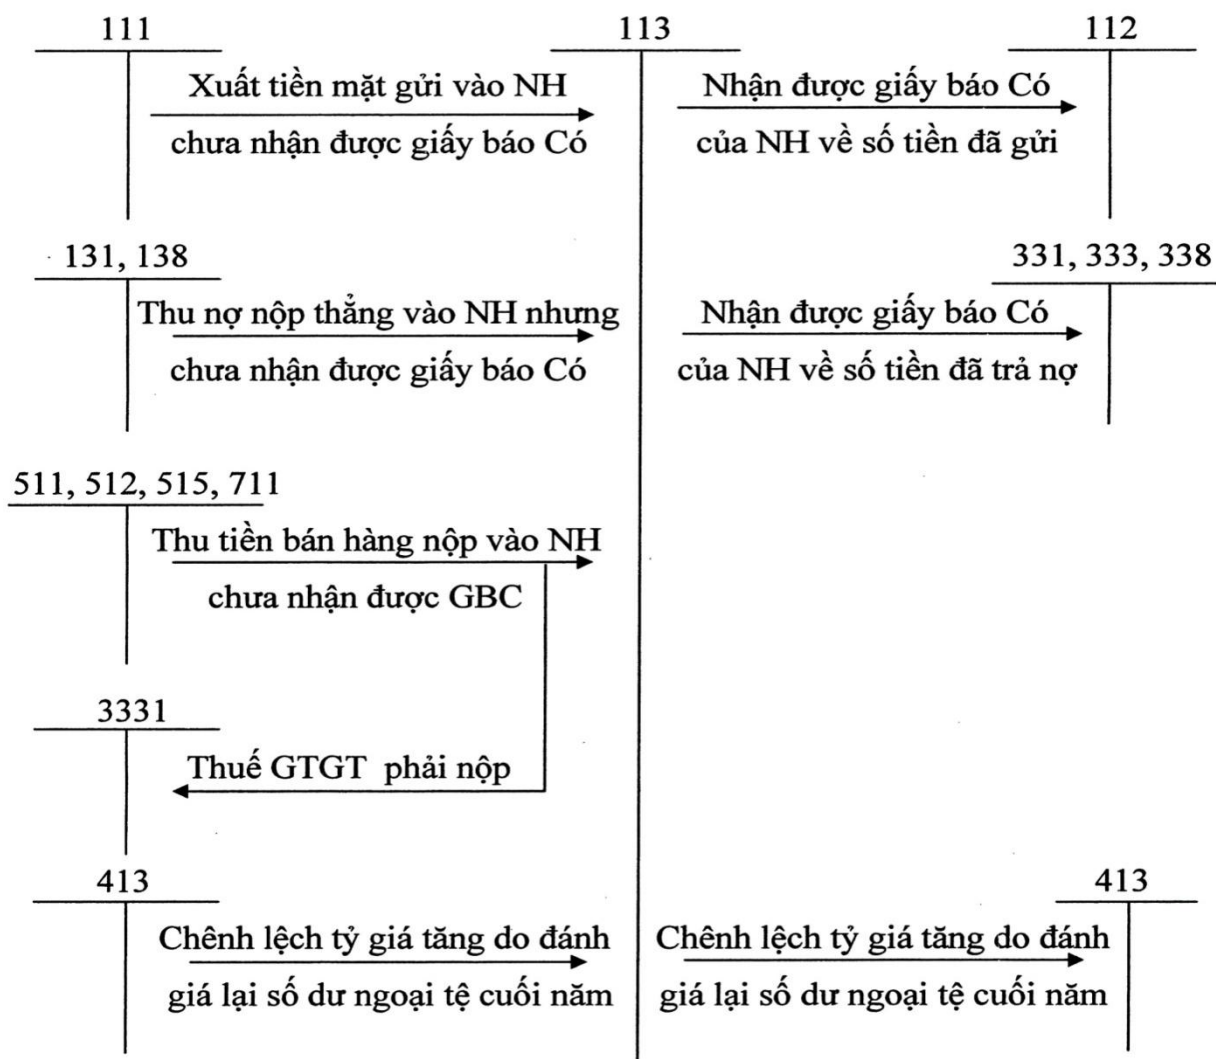 111
113
112
Xuất tiền mặt gửi vào NH
chưa nhận được giấy báo Có
Nhận được giấy báo Có
của NH về số tiền đã gửi
131, 138
331, 333, 338
Thu nợ nộp thẳng vào NH nhưng
chưa nhận được giấy báo Có
Nhận được giấy báo Có
của NH về số tiền đã trả nợ
511, 512, 515, 711
Thu tiền bán hàng nộp vào NH
chưa nhận được GBC
3331
Thuế GTGT phải nộp
413
413
Chênh lệch tỷ giá tăng do đánh
giá lại số dư ngoại tệ cuối năm
Chênh lệch tỷ giá tăng do đánh
giá lại số dư ngoại tệ cuối năm